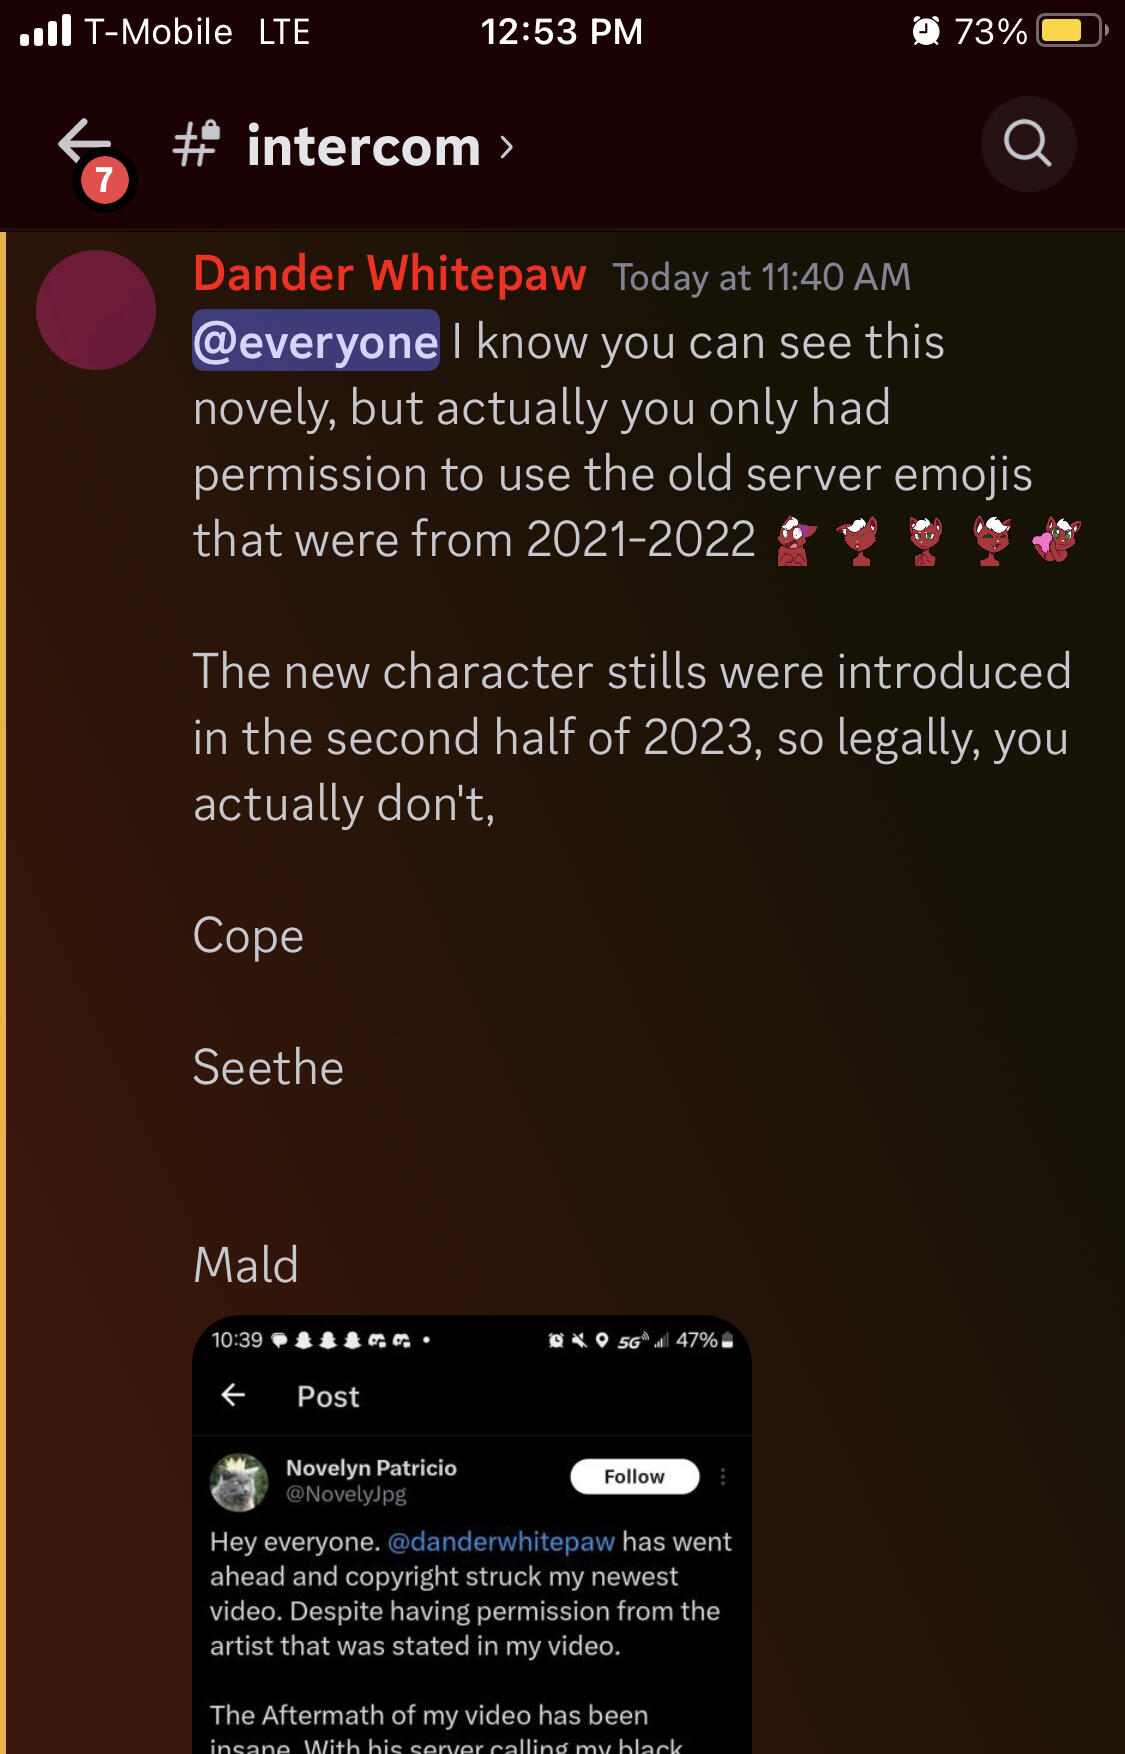 T-Mobile LTE 12:53 PM 73%
7 intercom
Dander Whitepaw Today at 11:40 AM
@everyone I know you can see this
novely, but actually you only had
permission to use the old server emojis
that were from 2021-2022
The new character stills were introduced
in the second half of 2023, so legally, you
actually don't,
Cope
Seethe
Mald
10:39 5G 47%
Post
Novelyn Patricio Follow
@NovelyJpg
Hey everyone. @danderwhitepaw has went
ahead and copyright struck my newest
video. Despite having permission from the
artist that was stated in my video.
The Aftermath of my video has been
insane. With his server calling my black